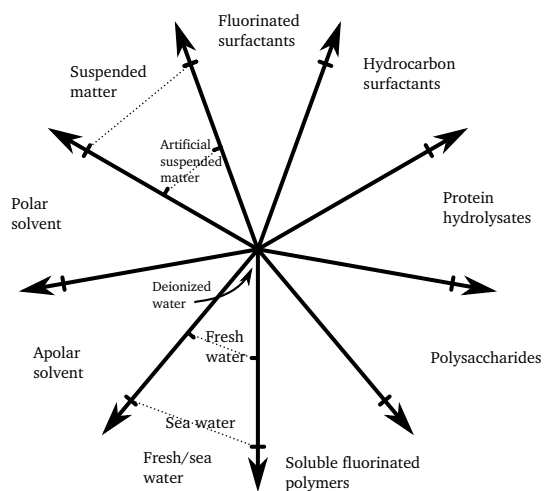 Fluorinated
surfactants
Hydrocarbon
surfactants
Suspended
matter
Artificial
suspended
matter
Protein
hydrolysates
Polar
solvent
Deionized
water
Fresh
water
Apolar
solvent
Polysaccharides
Sea water
Fresh/sea
water
Soluble fluorinated
polymers